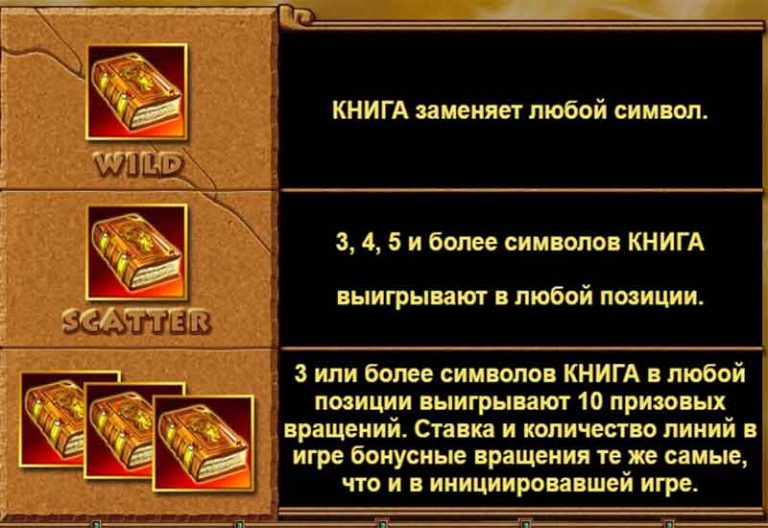 WILD
КНИГА заменяет любой символ.
SCATTER
3, 4, 5 и более символов КНИГА
выигрывают в любой позиции.
3 или более символов КНИГА в любой
позиции выигрывают 10 призовых
вращений. Ставка и количество линий в
игре бонусные вращения те же самые,
что и в инициировавшей игре.